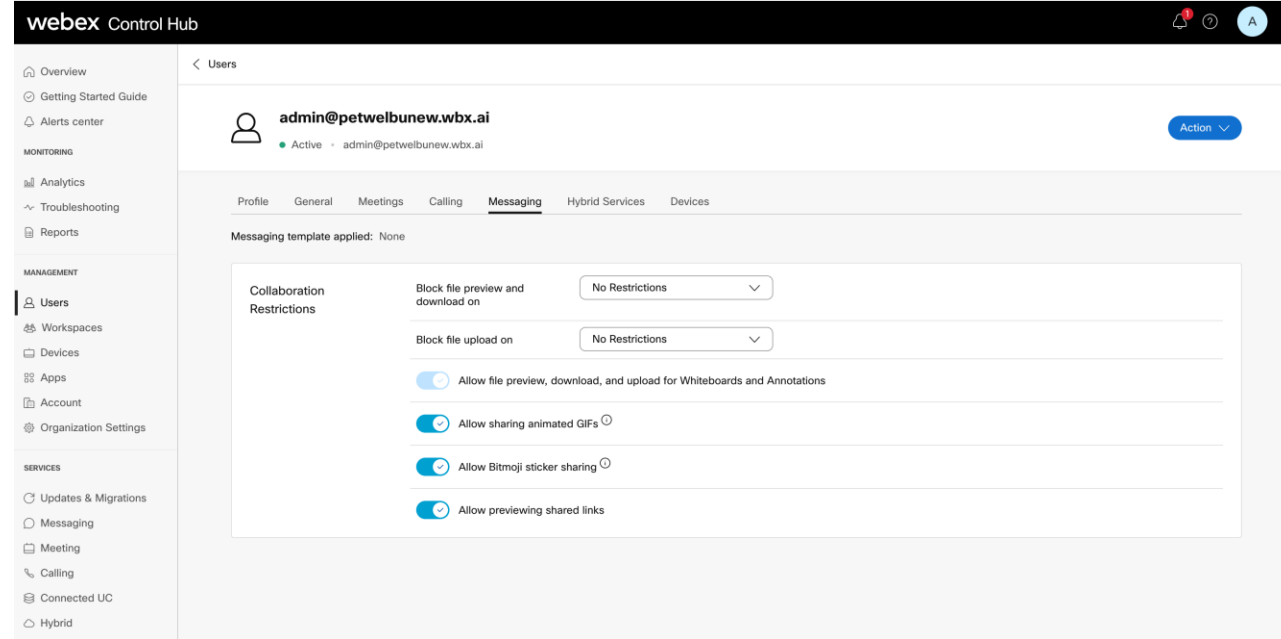 webex Control Hub
1
A
Overview
Getting Started Guide
Alerts center
MONITORING
Analytics
Troubleshooting
Reports
MANAGEMENT
Users
Workspaces
Devices
Apps
Account
Organization Settings
SERVICES
Updates & Migrations
Messaging
Meeting
Calling
Connected UC
Hybrid
Users
admin@petwelbunew.wbx.ai
Active • admin@petwelbunew.wbx.ai
Action
Profile General Meetings Calling Messaging Hybrid Services Devices
Messaging template applied: None
Collaboration
Restrictions
Block file preview and
download on
No Restrictions
Block file upload on
No Restrictions
Allow file preview, download, and upload for Whiteboards and Annotations
Allow sharing animated GIFs
Allow Bitmoji sticker sharing
Allow previewing shared links